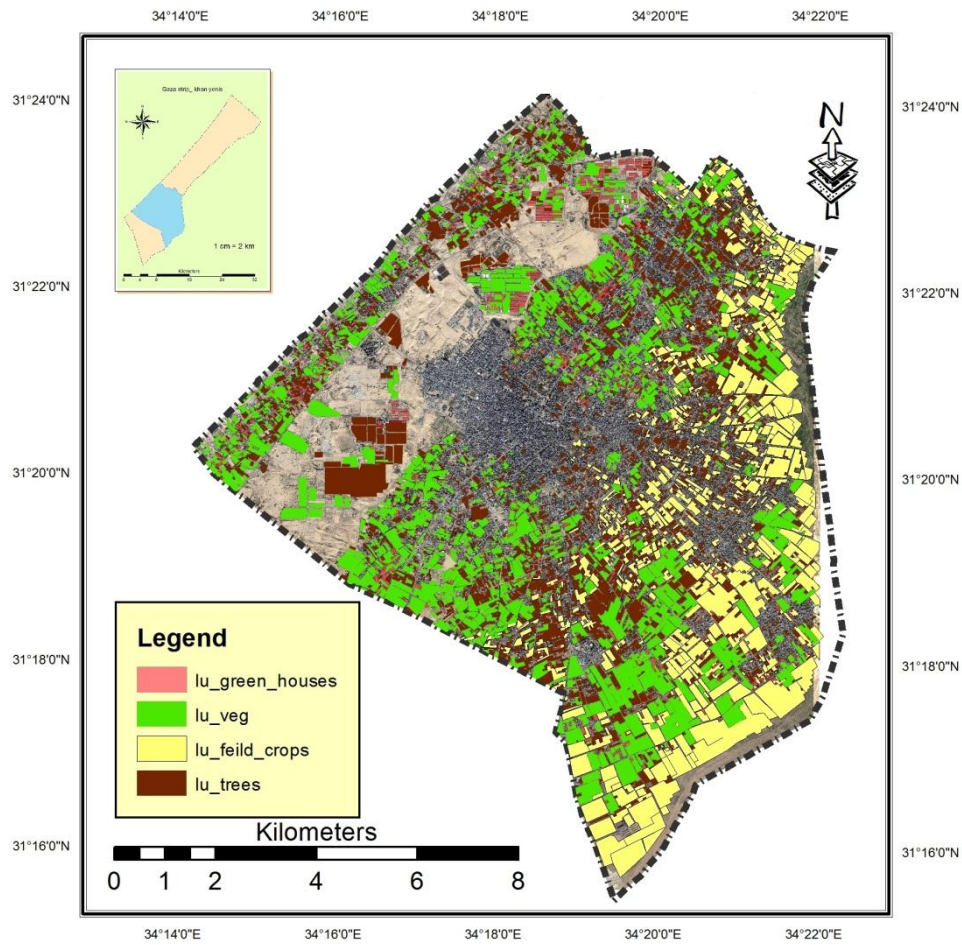 34°14'0"E 34°16'0"E 34°18'0"E 34°20'0"E 34°22'0"E
31°24'0"N 31°24'0"N
Gaza strip_ khan yonis
N
1 cm = 2 km
Kilometers
31°22'0"N 31°22'0"N
31°20'0"N 31°20'0"N
31°18'0"N 31°18'0"N
Legend
lu_green_houses
lu_veg
lu_feild_crops
lu_trees
Kilometers
0 1 2 4 6 8
31°16'0"N 31°16'0"N
34°14'0"E 34°16'0"E 34°18'0"E 34°20'0"E 34°22'0"E